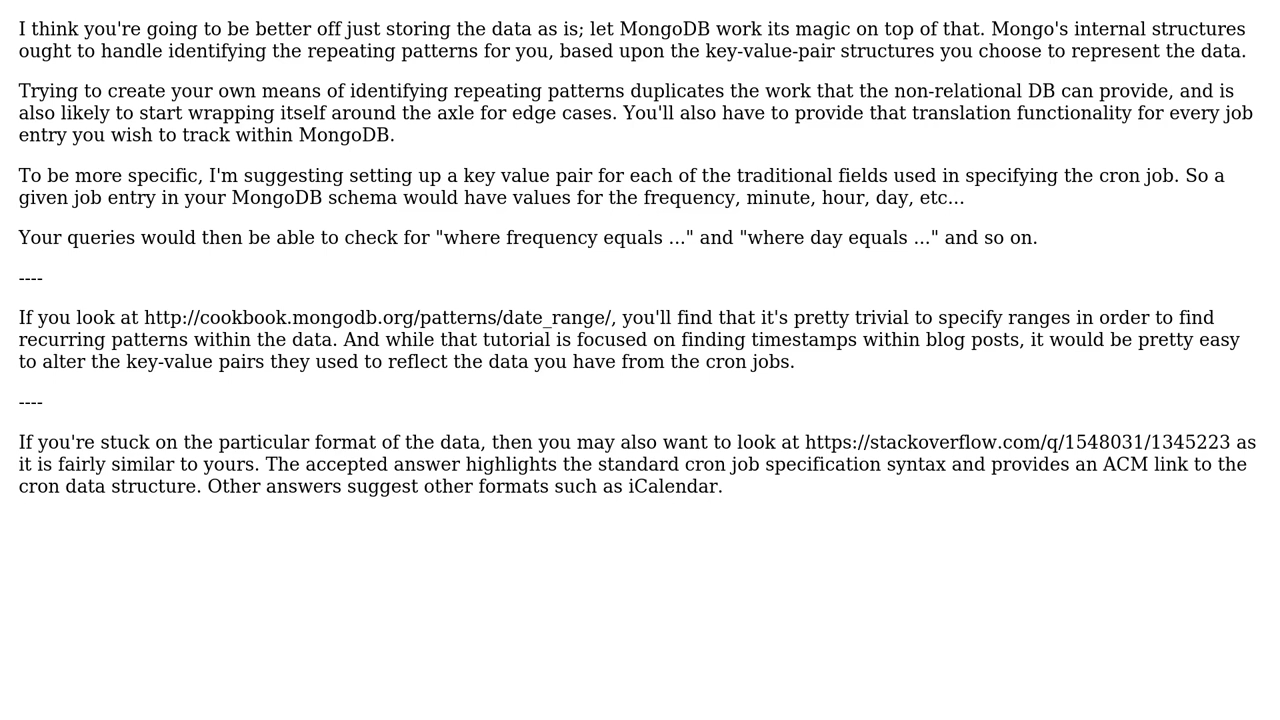 I think you're going to be better off just storing the data as is; let MongoDB work its magic on top of that. Mongo's internal structures
ought to handle identifying the repeating patterns for you, based upon the key-value-pair structures you choose to represent the data.
Trying to create your own means of identifying repeating patterns duplicates the work that the non-relational DB can provide, and is
also likely to start wrapping itself around the axle for edge cases. You'll also have to provide that translation functionality for every job
entry you wish to track within MongoDB.
To be more specific, I'm suggesting setting up a key value pair for each of the traditional fields used in specifying the cron job. So a
given job entry in your MongoDB schema would have values for the frequency, minute, hour, day, etc...
Your queries would then be able to check for "where frequency equals ..." and "where day equals ..." and so on.
----
If you look at http://cookbook.mongodb.org/patterns/date_range/, you'll find that it's pretty trivial to specify ranges in order to find
recurring patterns within the data. And while that tutorial is focused on finding timestamps within blog posts, it would be pretty easy
to alter the key-value pairs they used to reflect the data you have from the cron jobs.
----
If you're stuck on the particular format of the data, then you may also want to look at https://stackoverflow.com/q/1548031/1345223 as
it is fairly similar to yours. The accepted answer highlights the standard cron job specification syntax and provides an ACM link to the
cron data structure. Other answers suggest other formats such as iCalendar.